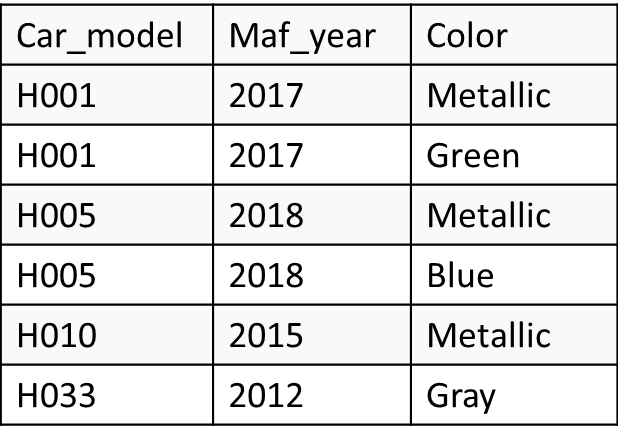 Car_model Maf_year Color
H001 2017 Metallic
H001 2017 Green
H005 2018 Metallic
H005 2018 Blue
H010 2015 Metallic
H033 2012 Gray